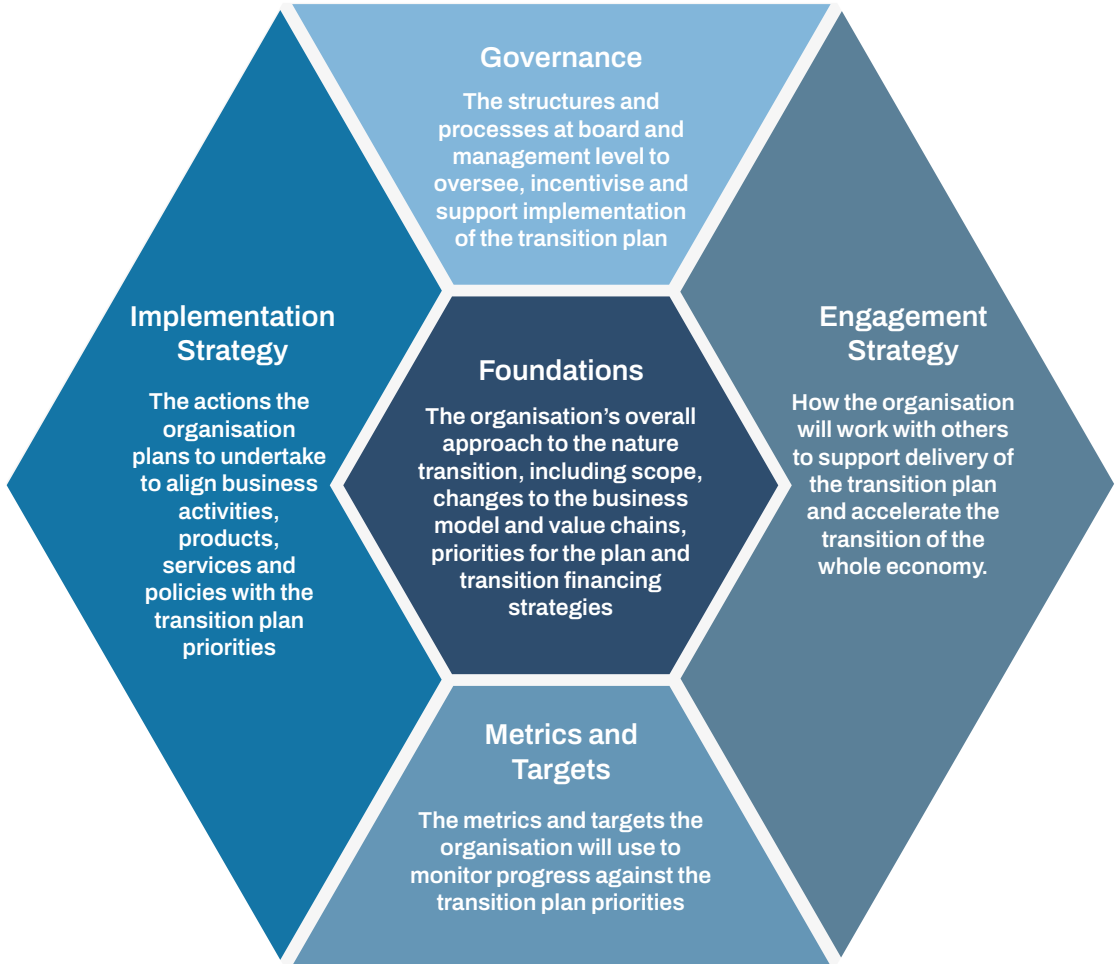 Governance
The structures and
processes at board and
management level to
oversee, incentivise and
support implementation
of the transition plan
Implementation
Strategy
The actions the
organisation
plans to undertake
to align business
activities,
products,
services and
policies with the
transition plan
priorities
Foundations
The organisation’s overall
approach to the nature
transition, including scope,
changes to the business
model and value chains,
priorities for the plan and
transition financing
strategies
Engagement
Strategy
How the organisation
will work with others
to support delivery of
the transition plan
and accelerate the
transition of the
whole economy.
Metrics and
Targets
The metrics and targets the
organisation will use to
monitor progress against the
transition plan priorities